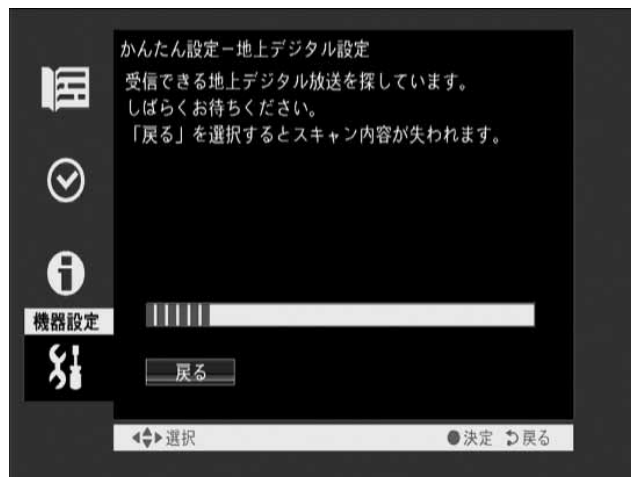 かんたん設定－地上デジタル設定
受信できる地上デジタル放送を探しています。
しばらくお待ちください。
「戻る」を選択するとスキャン内容が失われます。
機器設定
戻る
選択
決定 戻る